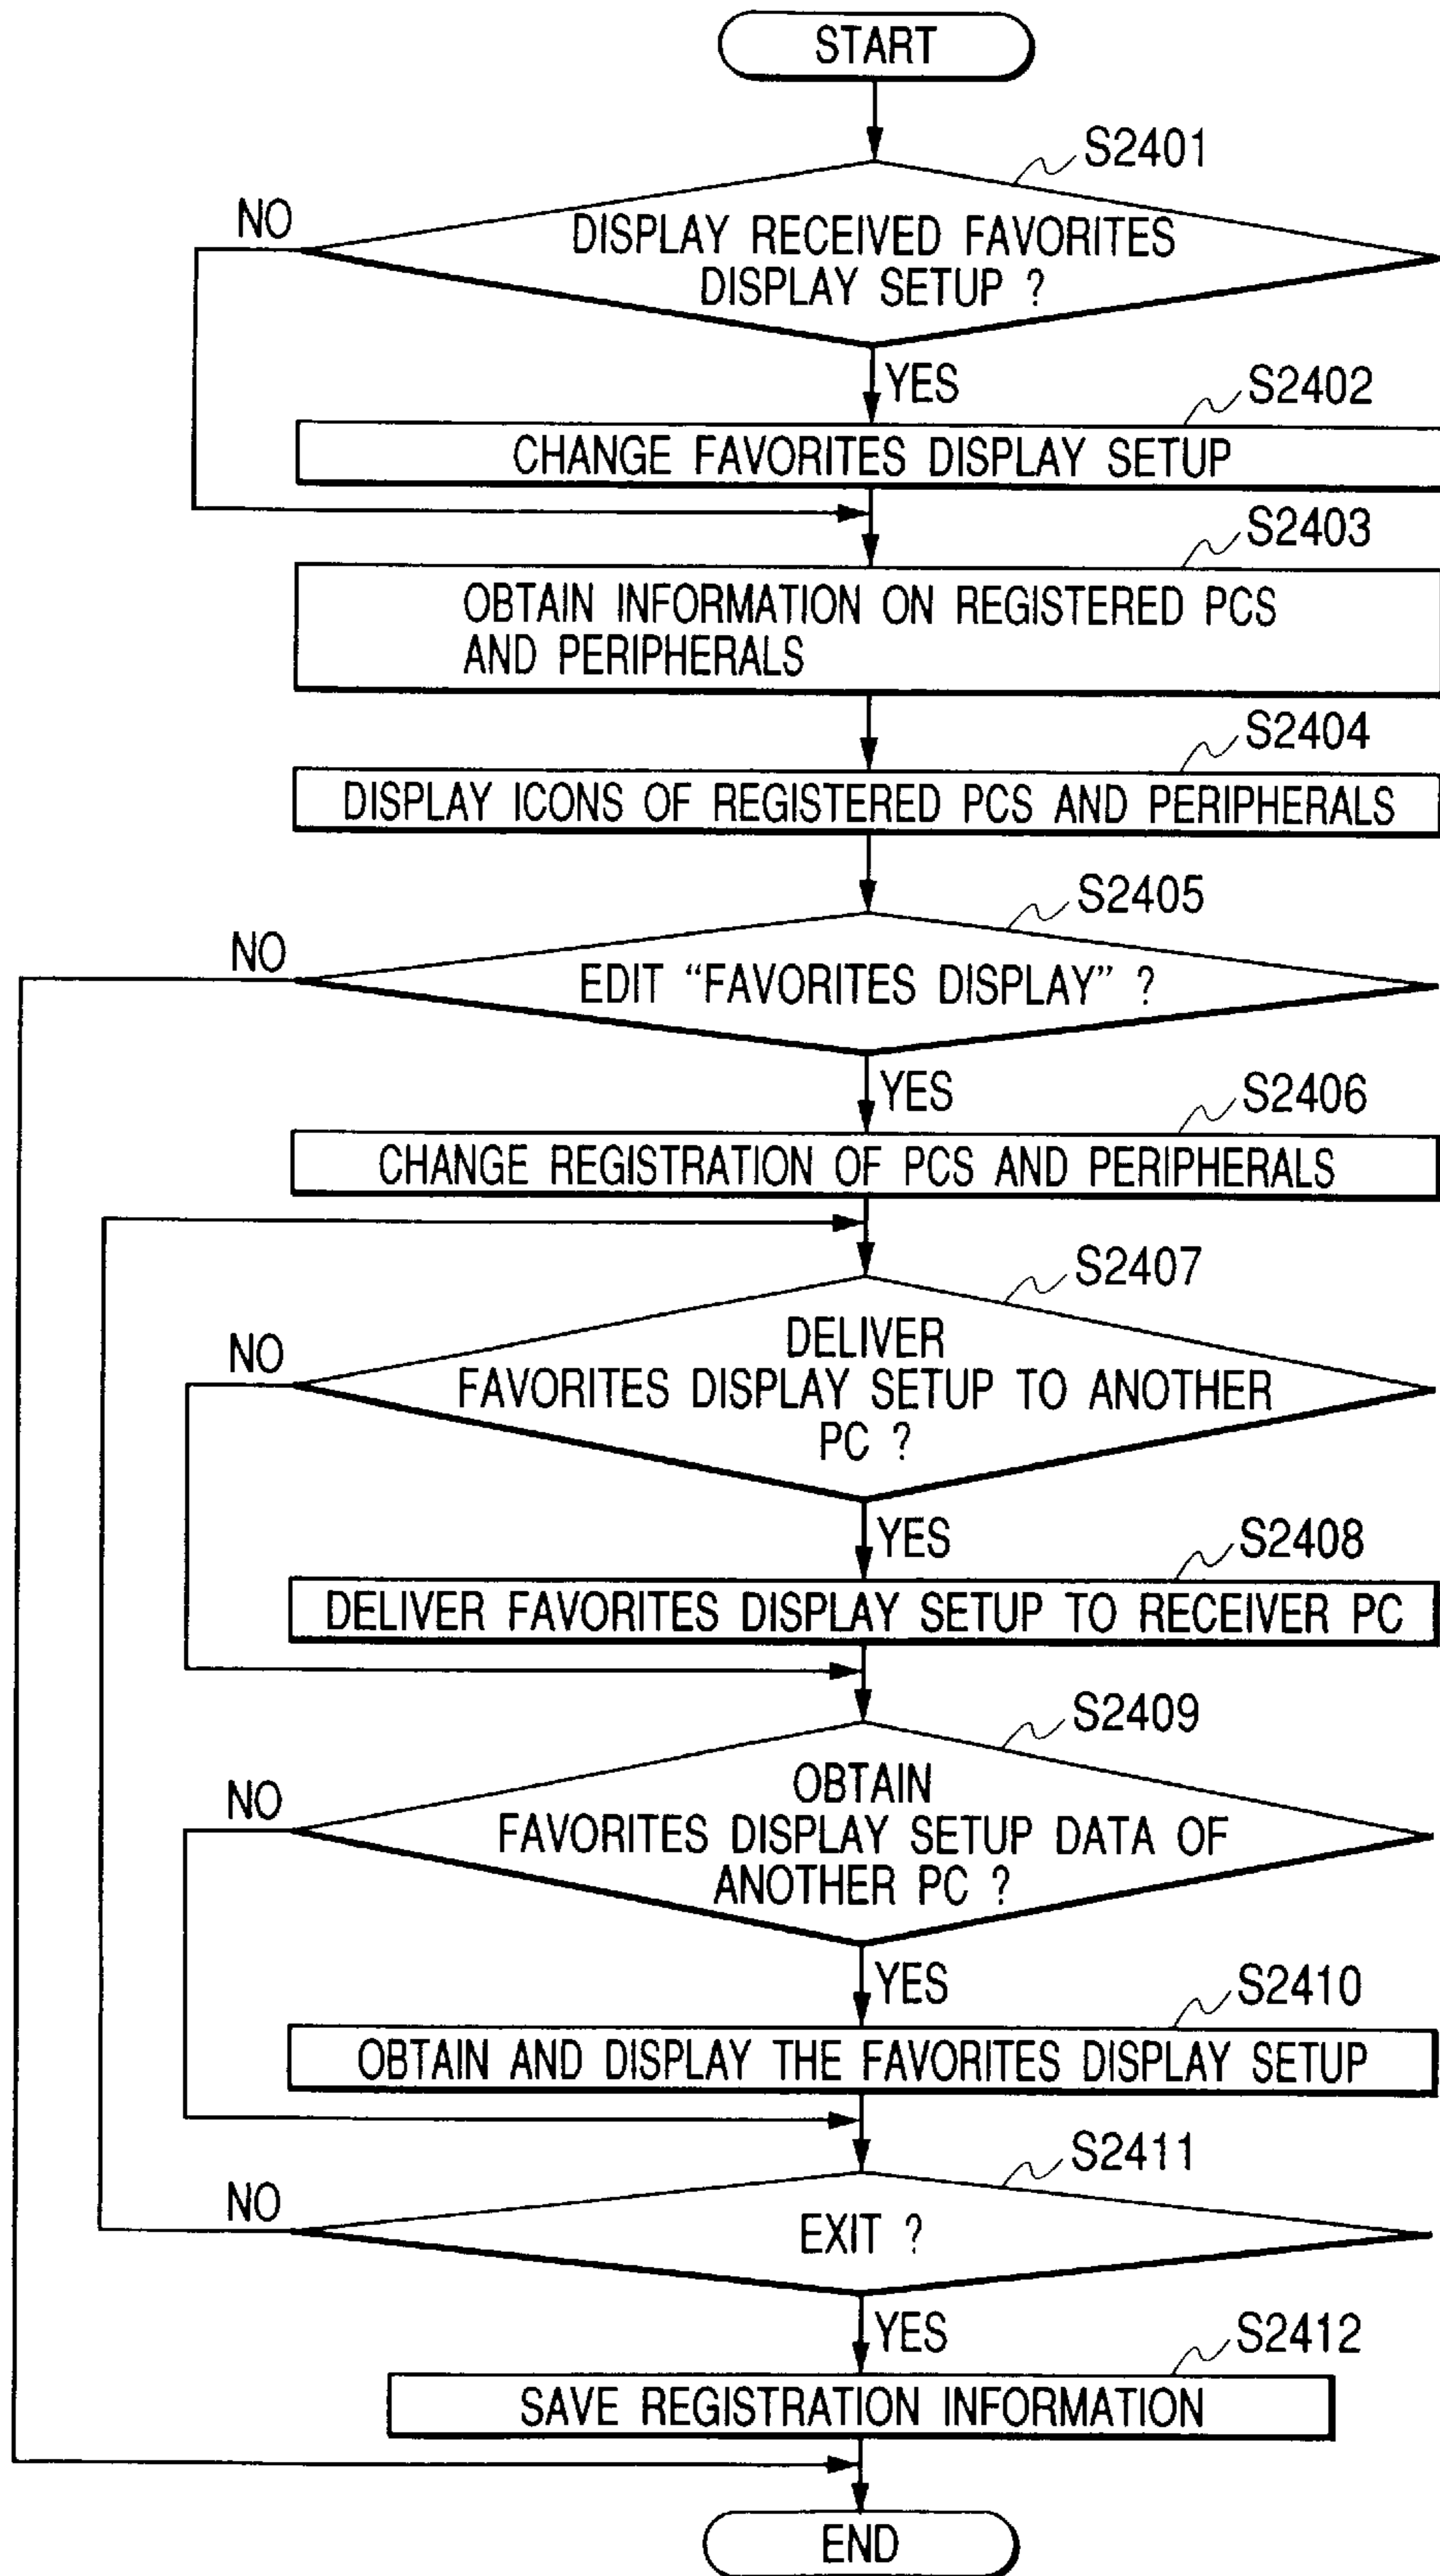 START
S2401
NO
DISPLAY RECEIVED FAVORITES
DISPLAY SETUP ?
YES
S2402
CHANGE FAVORITES DISPLAY SETUP
S2403
OBTAIN INFORMATION ON REGISTERED PCS
AND PERIPHERALS
S2404
DISPLAY ICONS OF REGISTERED PCS AND PERIPHERALS
S2405
NO
EDIT “FAVORITES DISPLAY” ?
YES
S2406
CHANGE REGISTRATION OF PCS AND PERIPHERALS
S2407
NO
DELIVER
FAVORITES DISPLAY SETUP TO ANOTHER
PC ?
YES
S2408
DELIVER FAVORITES DISPLAY SETUP TO RECEIVER PC
S2409
NO
OBTAIN
FAVORITES DISPLAY SETUP DATA OF
ANOTHER PC ?
YES
S2410
OBTAIN AND DISPLAY THE FAVORITES DISPLAY SETUP
S2411
NO
EXIT ?
YES
S2412
SAVE REGISTRATION INFORMATION
END